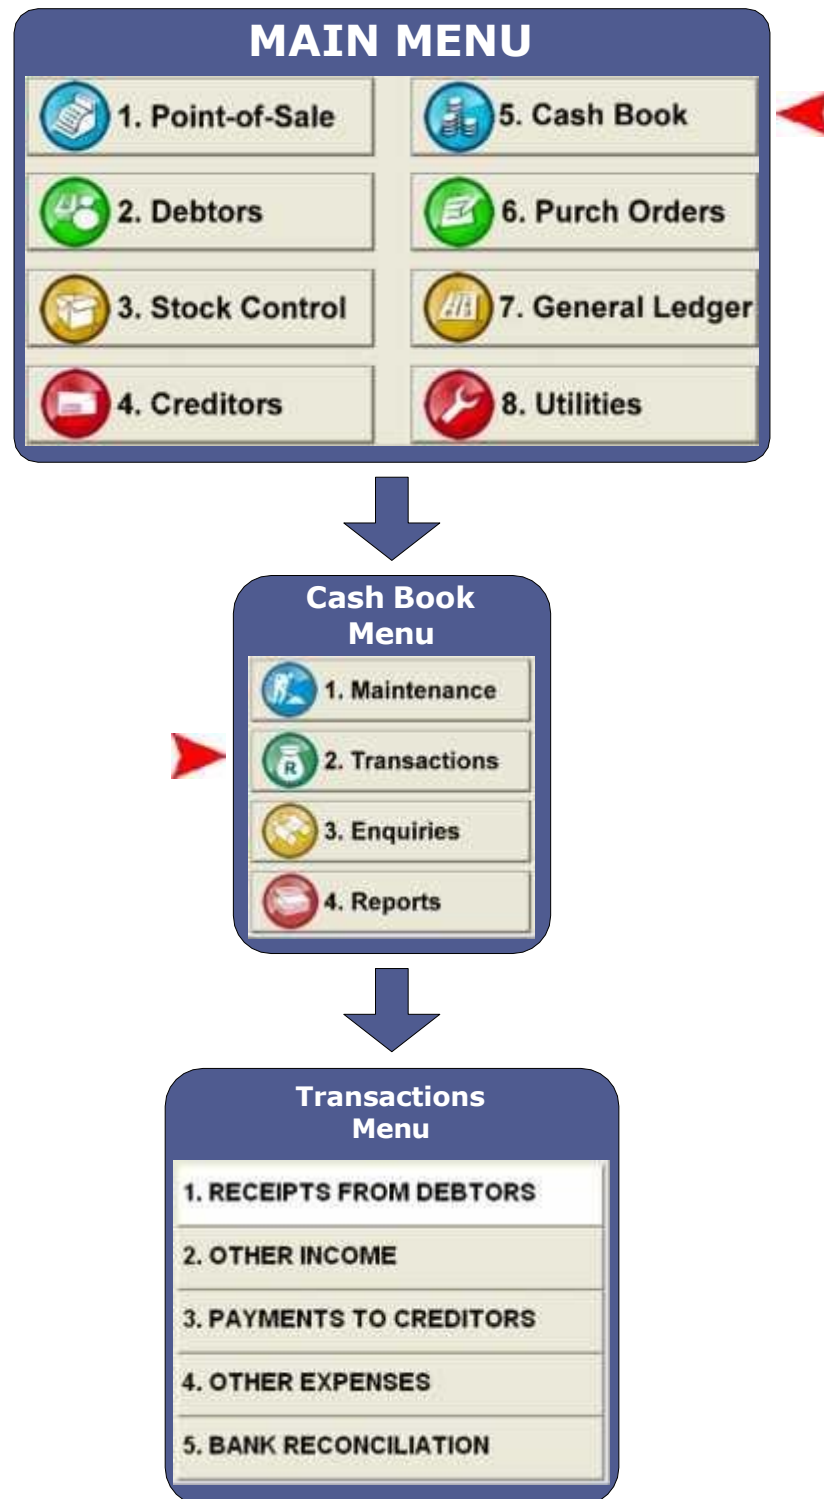 MAIN MENU
1. Point-of-Sale
5. Cash Book
2. Debtors
6. Purch Orders
3. Stock Control
7. General Ledger
4. Creditors
8. Utilities
Cash Book
Menu
1. Maintenance
R
2. Transactions
3. Enquiries
4. Reports
Transactions
Menu
1. RECEIPTS FROM DEBTORS
2. OTHER INCOME
3. PAYMENTS TO CREDITORS
4. OTHER EXPENSES
5. BANK RECONCILIATION